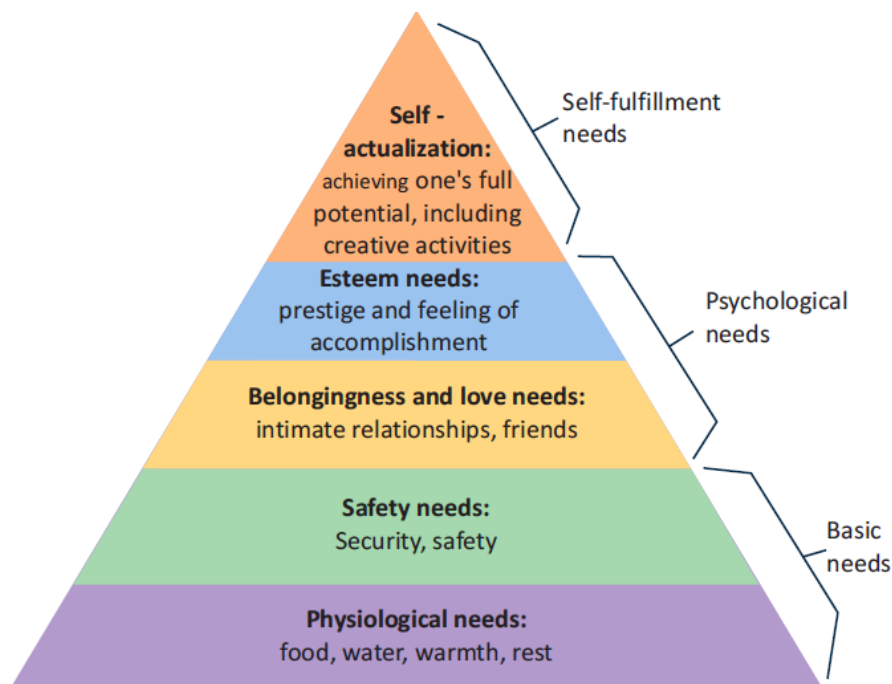 Self -
actualization:
achieving one's full
potential, including
creative activities
Self-fulfillment
needs
Esteem needs:
prestige and feeling of
accomplishment
Psychological
needs
Belongingness and love needs:
intimate relationships, friends
Safety needs:
Security, safety
Basic
needs
Physiological needs:
food, water, warmth, rest